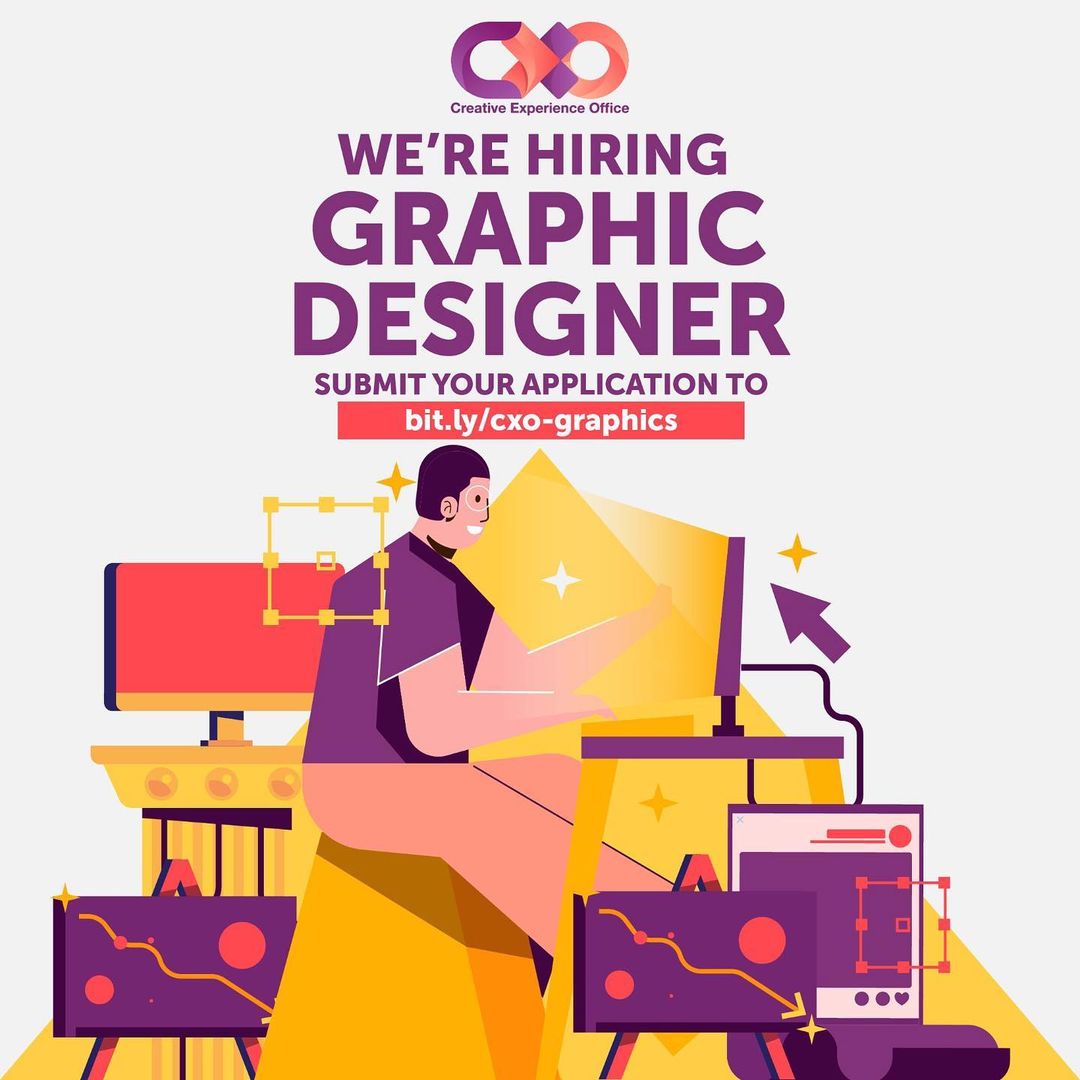 CXO
Creative Experience Office
WE'RE HIRING
GRAPHIC
DESIGNER
SUBMIT YOUR APPLICATION TO
bit.ly/cxo-graphics